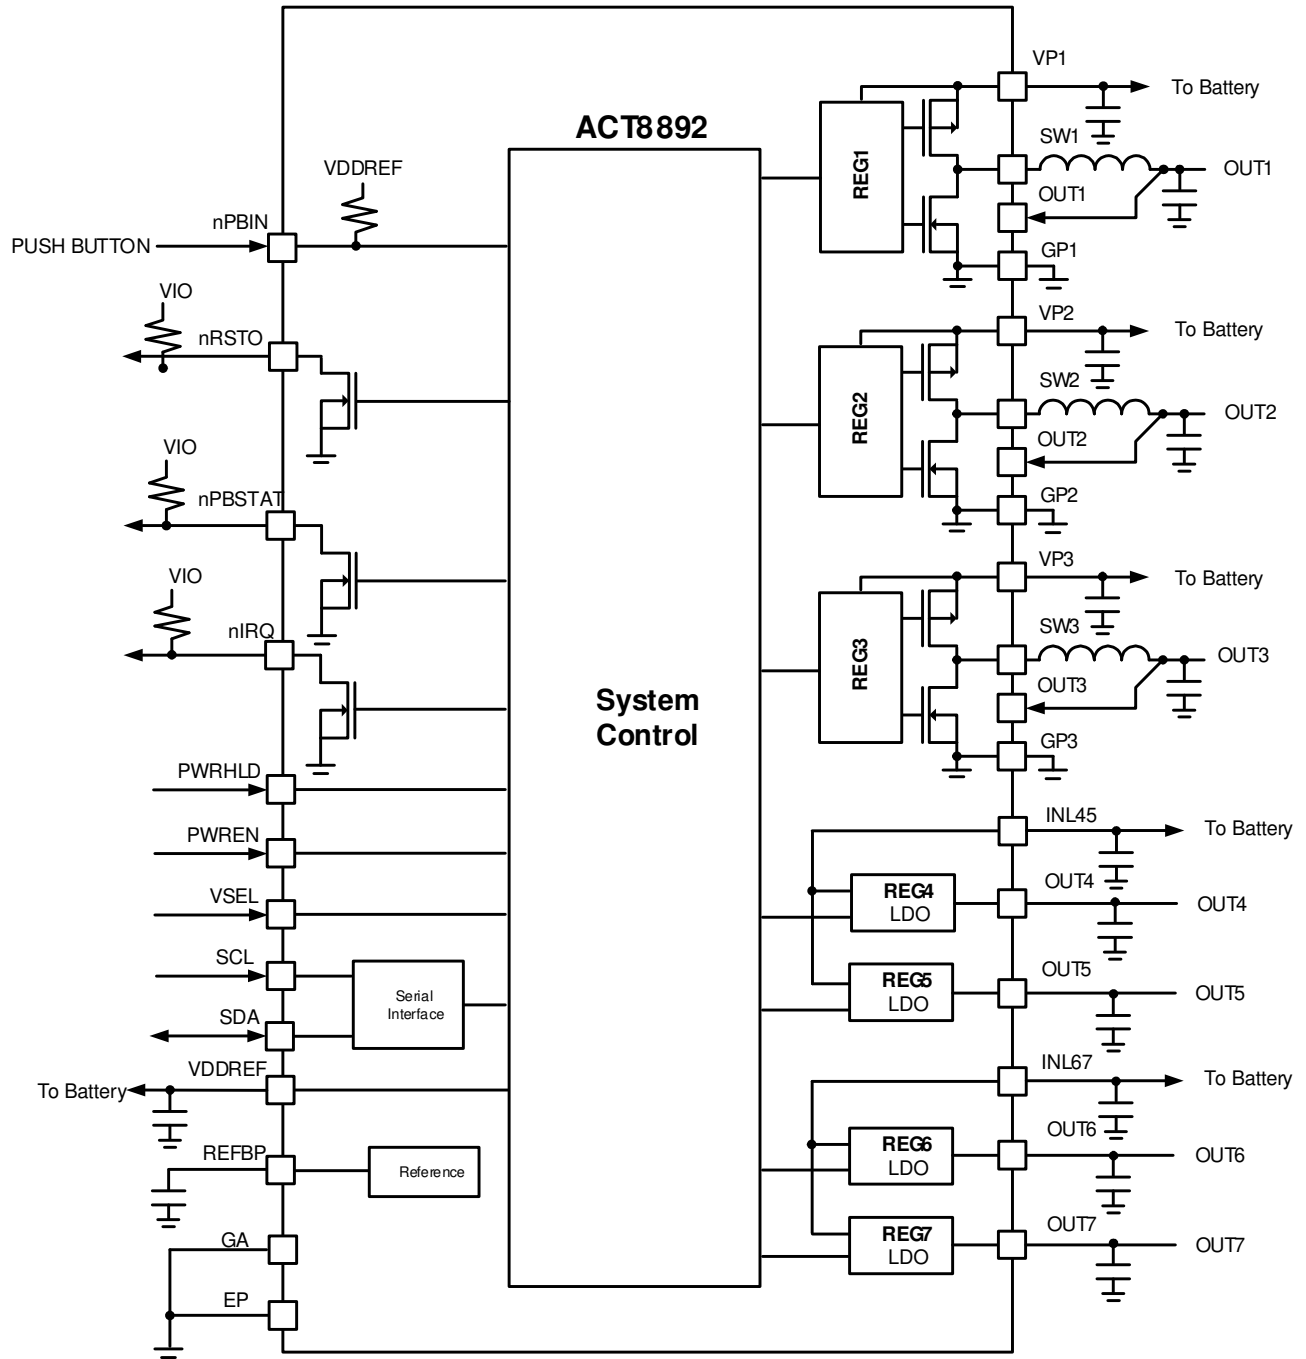 ACT8892
System
Control
VDDREF
nPBIN
PUSH BUTTON
VIO
nRSTO
VIO
nPBSTAT
VIO
nIRQ
PWRHLD
PWREN
VSEL
SCL
SDA
Serial
Interface
VDDREF
To Battery
REFBP
Reference
GA
EP
VP1
To Battery
REG1
SW1
OUT1
OUT1
GP1
VP2
To Battery
REG2
SW2
OUT2
OUT2
GP2
VP3
To Battery
REG3
SW3
OUT3
OUT3
GP3
INL45
To Battery
REG4
LDO
OUT4
OUT4
REG5
LDO
OUT5
OUT5
INL67
To Battery
REG6
LDO
OUT6
OUT6
REG7
LDO
OUT7
OUT7